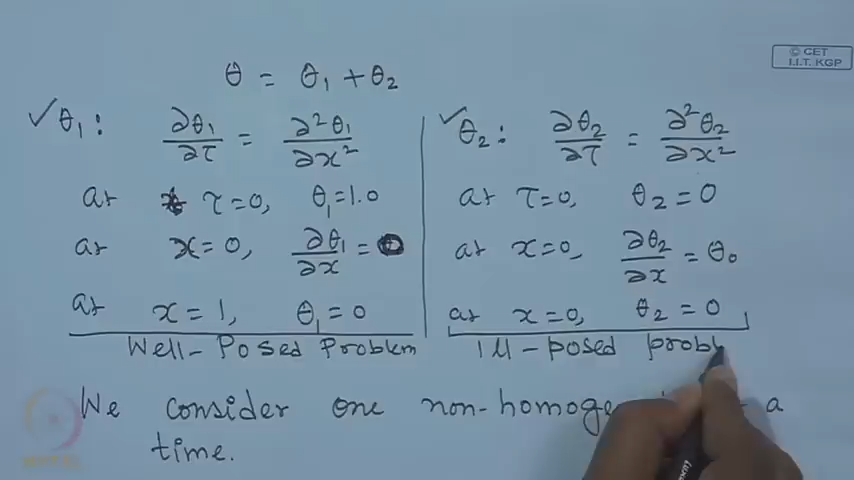 © CET
I.I.T. KGP
θ = θ₁ + θ₂
✓θ₁: ∂θ₁/∂τ = ∂²θ₁/∂x²
at τ=0, θ₁=1.0
at x=0, ∂θ₁/∂x = 0
at x=1, θ₁=0
Well-Posed Problem
✓θ₂: ∂θ₂/∂τ = ∂²θ₂/∂x²
at τ=0, θ₂=0
at x=0, ∂θ₂/∂x = θ₀
at x=0, θ₂=0
Ill-posed probl
We consider one non-homoge a
time.